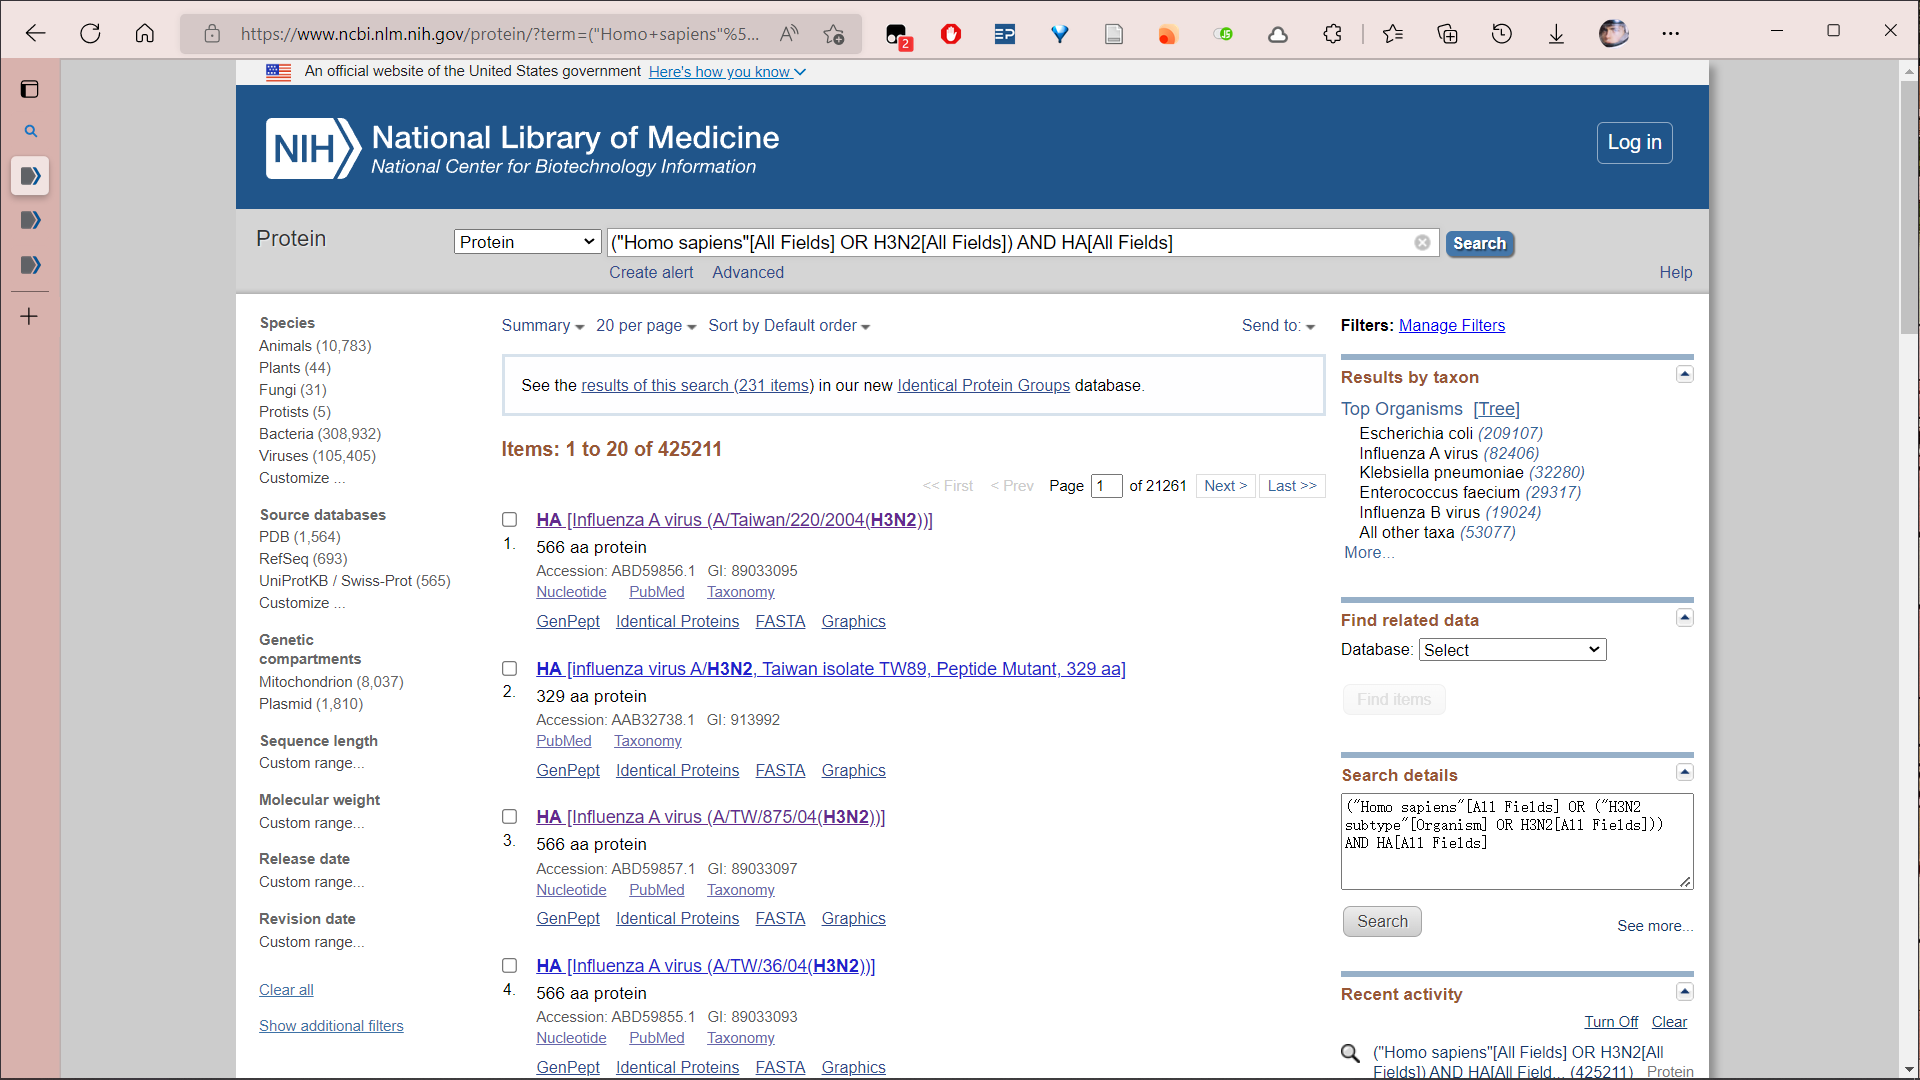 https://www.ncbi.nlm.nih.gov/protein/?term=("Homo+sapiens"%5...
2
An official website of the United States government Here's how you know
NIH National Library of Medicine
National Center for Biotechnology Information
Log in
Protein
Protein
("Homo sapiens"[All Fields] OR H3N2[All Fields]) AND HA[All Fields]
Search
Create alert Advanced
Help
Species
Animals (10,783)
Plants (44)
Fungi (31)
Protists (5)
Bacteria (308,932)
Viruses (105,405)
Customize ...
Source databases
PDB (1,564)
RefSeq (693)
UniProtKB / Swiss-Prot (565)
Customize ...
Genetic
compartments
Mitochondrion (8,037)
Plasmid (1,810)
Sequence length
Custom range...
Molecular weight
Custom range...
Release date
Custom range...
Revision date
Custom range...
Clear all
Show additional filters
Summary 20 per page Sort by Default order
Send to:
See the results of this search (231 items) in our new Identical Protein Groups database.
Items: 1 to 20 of 425211
<< First < Prev Page 1 of 21261 Next > Last >>
HA [Influenza A virus (A/Taiwan/220/2004(H3N2))]
1.
566 aa protein
Accession: ABD59856.1 GI: 89033095
Nucleotide PubMed Taxonomy
GenPept Identical Proteins FASTA Graphics
HA [influenza virus A/H3N2, Taiwan isolate TW89, Peptide Mutant, 329 aa]
2.
329 aa protein
Accession: AAB32738.1 GI: 913992
PubMed Taxonomy
GenPept Identical Proteins FASTA Graphics
HA [Influenza A virus (A/TW/875/04(H3N2))]
3.
566 aa protein
Accession: ABD59857.1 GI: 89033097
Nucleotide PubMed Taxonomy
GenPept Identical Proteins FASTA Graphics
HA [Influenza A virus (A/TW/36/04(H3N2))]
4.
566 aa protein
Accession: ABD59855.1 GI: 89033093
Nucleotide PubMed Taxonomy
GenPept Identical Proteins FASTA Graphics
Filters: Manage Filters
Results by taxon
Top Organisms [Tree]
Escherichia coli (209107)
Influenza A virus (82406)
Klebsiella pneumoniae (32280)
Enterococcus faecium (29317)
Influenza B virus (19024)
All other taxa (53077)
More...
Find related data
Database: Select
Find items
Search details
("Homo sapiens"[All Fields] OR ("H3N2
subtype"[Organism] OR H3N2[All Fields]))
AND HA[All Fields]
Search
See more...
Recent activity
Turn Off Clear
("Homo sapiens"[All Fields] OR H3N2[All
Fields]) AND HA[All Field... (425211) Protein